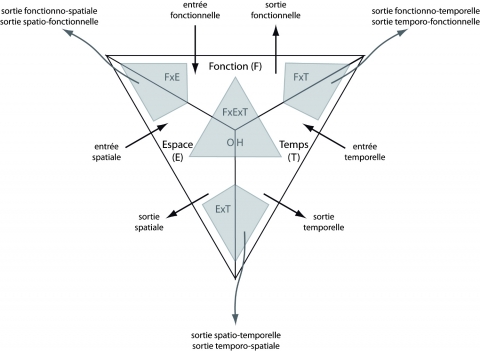 sortie fonctionno-spatiale
sortie spatio-fonctionnelle
entrée
fonctionnelle
sortie
fonctionnelle
sortie fonctionno-temporelle
sortie temporo-fonctionnelle
Fonction (F)
FxE
FxT
FxExT
entrée
spatiale
Espace
(E)
OH
Temps
(T)
entrée
temporelle
ExT
sortie
spatiale
sortie
temporelle
sortie spatio-temporelle
sortie temporo-spatiale